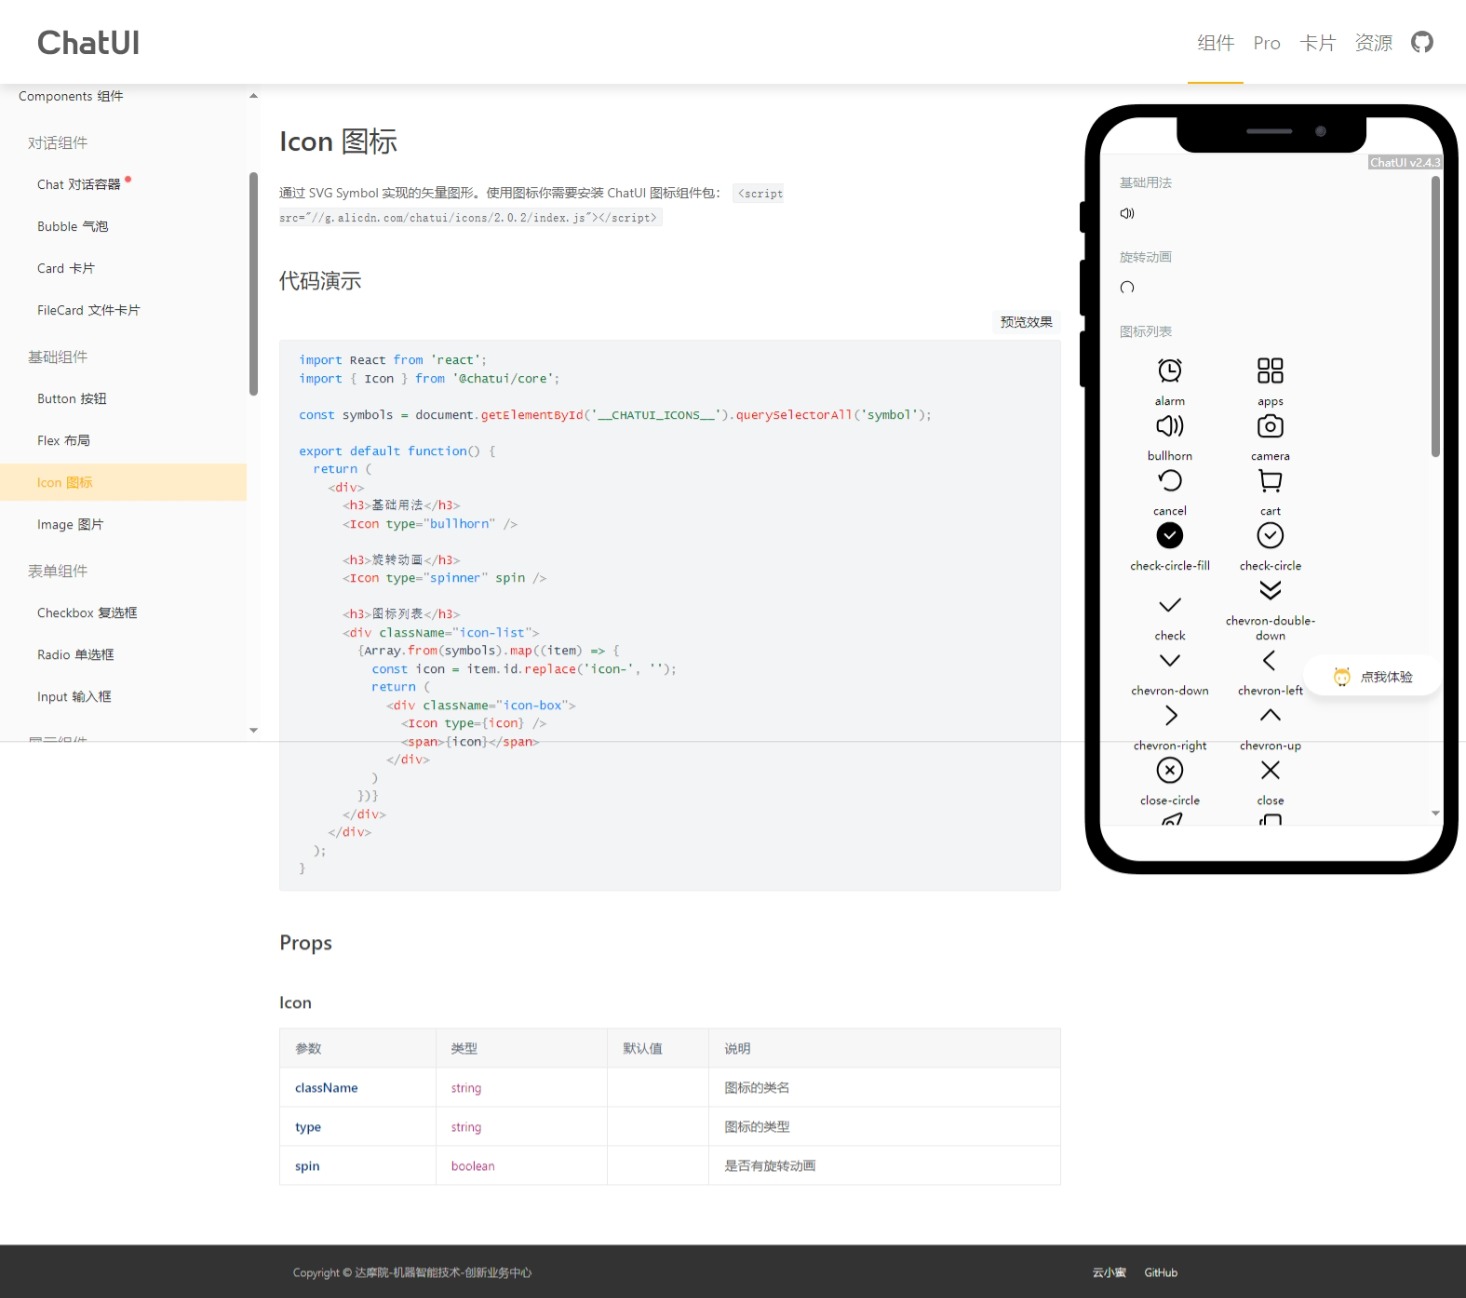 ChatUI
组件 Pro 卡片 资源
Components 组件
对话组件
Chat 对话容器
Bubble 气泡
Card 卡片
FileCard 文件卡片
基础组件
Button 按钮
Flex 布局
Icon 图标
Image 图片
表单组件
Checkbox 复选框
Radio 单选框
Input 输入框
Icon 图标
通过 SVG Symbol 实现的矢量图形。使用图标你需要安装 ChatUI 图标组件包： <script
src="//g.alicdn.com/chatui/icons/2.0.2/index.js"></script>
代码演示
预览效果
import React from 'react';
import { Icon } from '@chatui/core';
const symbols = document.getElementById('__CHATUI_ICONS__').querySelectorAll('symbol');
export default function() {
return (
<div>
<h3>基础用法</h3>
<Icon type="bullhorn" />
<h3>旋转动画</h3>
<Icon type="spinner" spin />
<h3>图标列表</h3>
<div className="icon-list">
{Array.from(symbols).map((item) => {
const icon = item.id.replace('icon-', '');
return (
<div className="icon-box">
<Icon type={icon} />
<span>{icon}</span>
</div>
)
})}
</div>
</div>
);
}
Props
Icon
参数 类型 默认值 说明
className string 图标的类名
type string 图标的类型
spin boolean 是否有旋转动画
ChatUI v2.4.3
基础用法
旋转动画
图标列表
alarm apps
bullhorn camera
cancel cart
check-circle-fill check-circle
check chevron-double-
down
chevron-down chevron-left
点我体验
chevron-right chevron-up
close-circle close
Copyright © 达摩院-机器智能技术-创新业务中心
云小蜜 GitHub